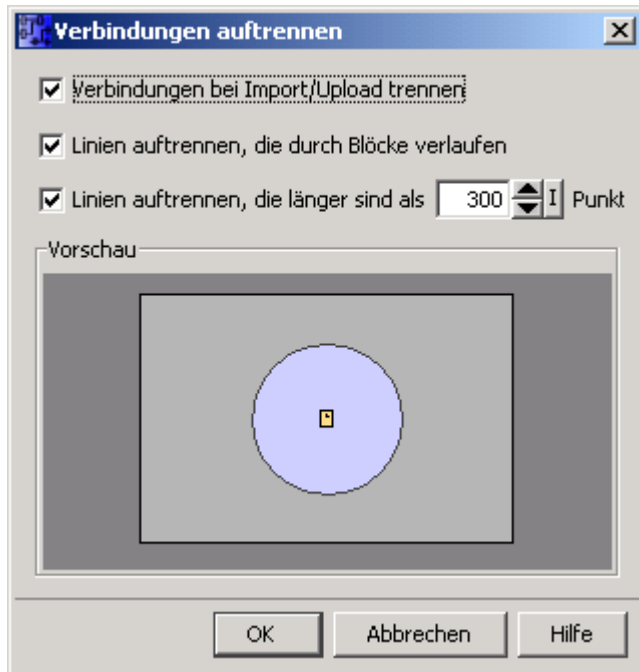 Verbindungen auftrennen
Verbindungen bei Import/Upload trennen
Linien auftrennen, die durch Blöcke verlaufen
Linien auftrennen, die länger sind als 300 I Punkt
Vorschau
OK Abbrechen Hilfe